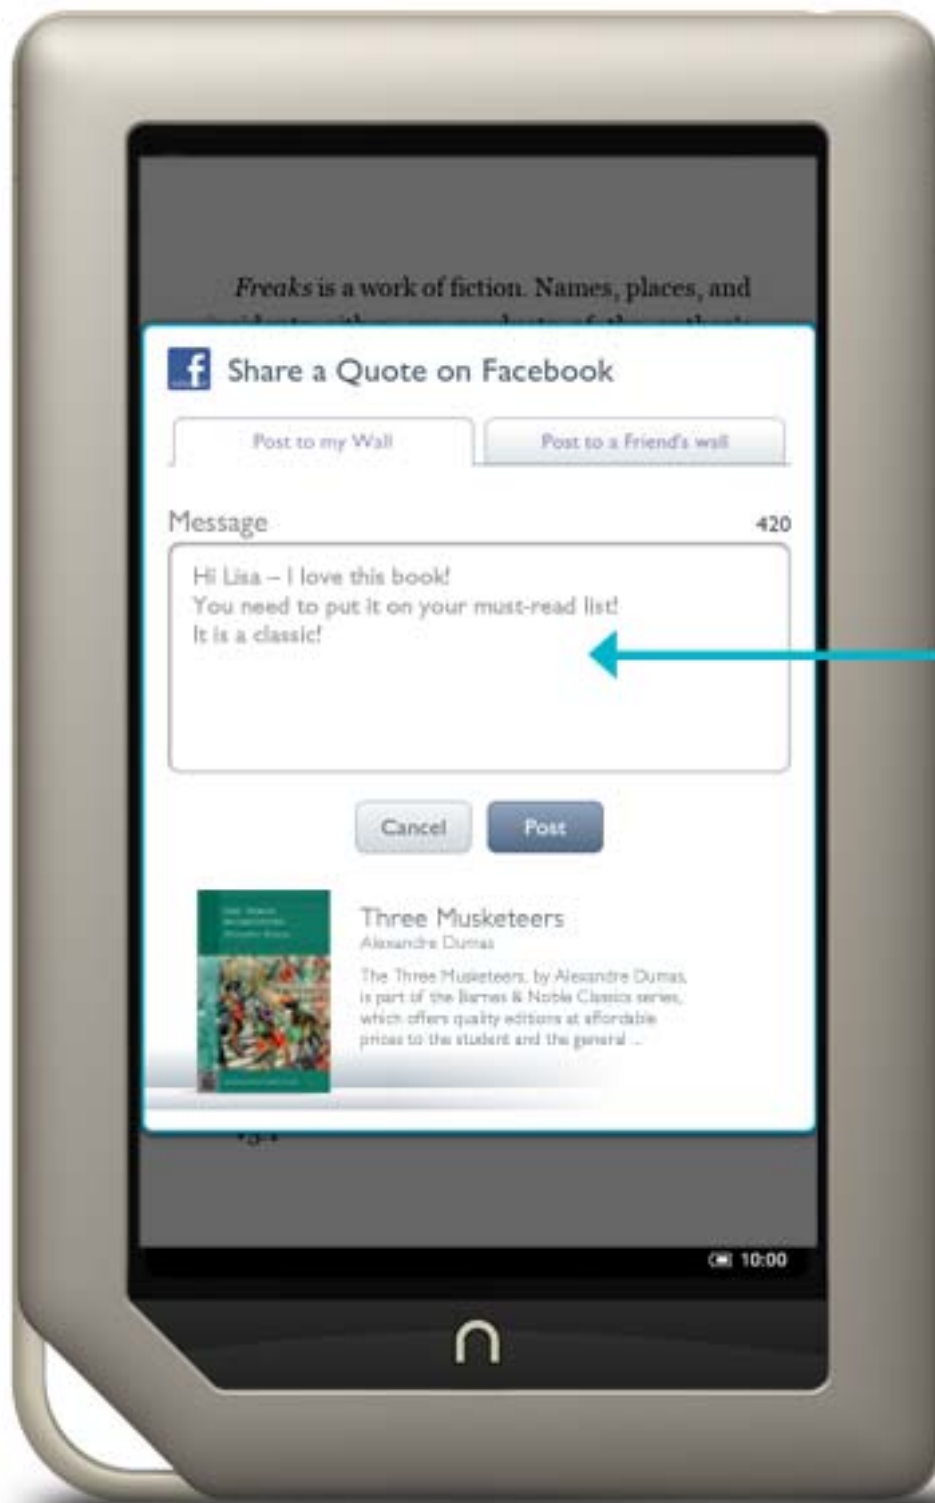 Freaks is a work of fiction. Names, places, and
Share a Quote on Facebook
Post to my Wall
Post to a Friend's wall
Message
420
Hi Lisa – I love this book!
You need to put it on your must-read list!
It is a classic!
Cancel
Post
Three Musketeers
Alexandre Dumas
The Three Musketeers, by Alexandre Dumas,
is part of the Barnes & Noble Classics series,
which offers quality editions at affordable
prices to the student and the general ...
10:00